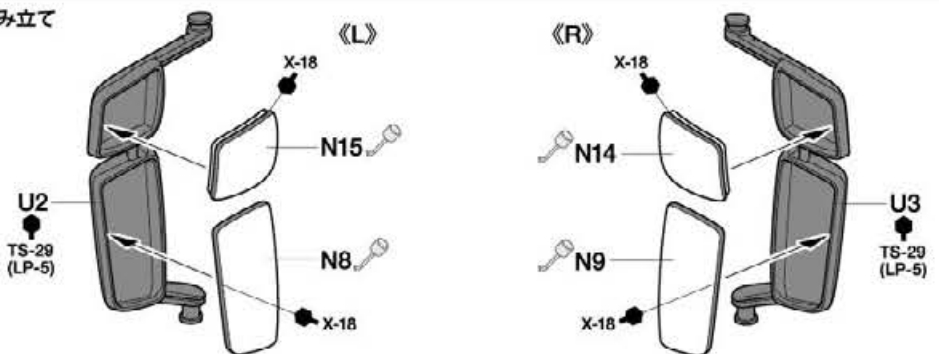 み立て
《L》
《R》
X-18
X-18
N15
N14
U2
U3
TS-29
(LP-5)
TS-29
(LP-5)
N8
N9
X-18
X-18